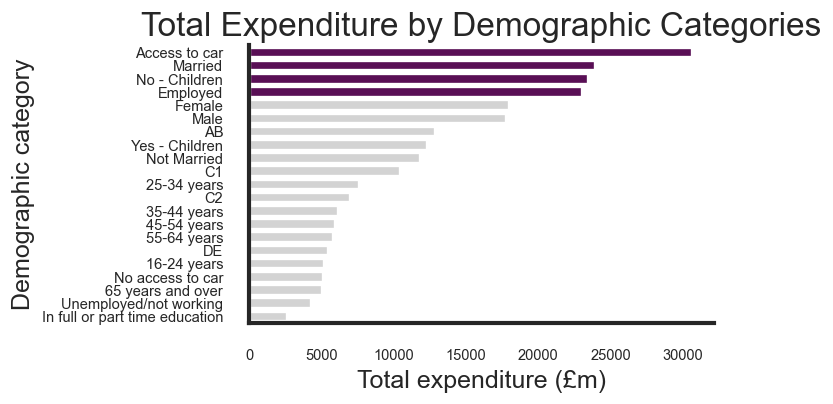 Total Expenditure by Demographic Categories
Demographic category
Access to car
Married
No - Children
Employed
Female
Male
AB
Yes - Children
Not Married
C1
25-34 years
C2
35-44 years
45-54 years
55-64 years
DE
16-24 years
No access to car
65 years and over
Unemployed/not working
In full or part time education
0 5000 10000 15000 20000 25000 30000
Total expenditure (£m)